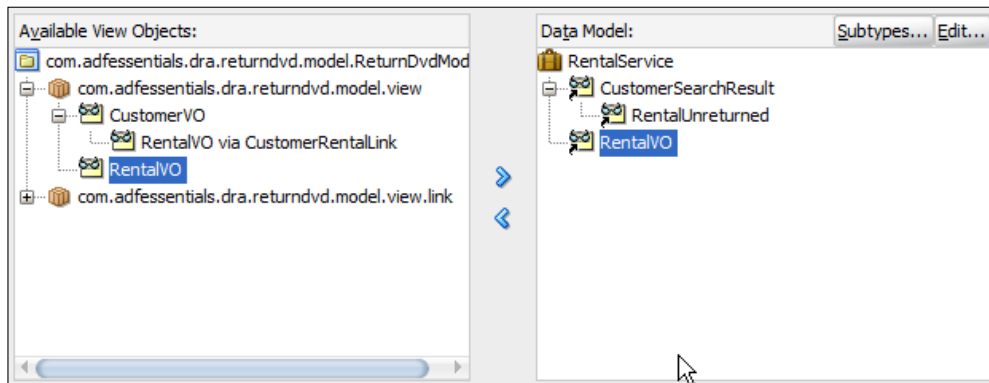 Available View Objects:
com.adfessentials.dra.returndvd.model.ReturnDvdMod
com.adfessentials.dra.returndvd.model.view
CustomerVO
RentalVO via CustomerRentalLink
RentalVO
com.adfessentials.dra.returndvd.model.view.link
Data Model:
Subtypes... Edit...
RentalService
CustomerSearchResult
RentalUnreturned
RentalVO